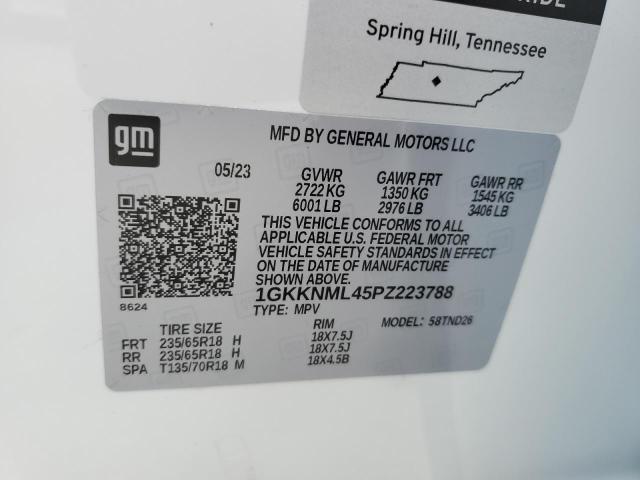 Spring Hill, Tennessee
gm
MFD BY GENERAL MOTORS LLC
05/23 GVWR GAWR FRT GAWR RR
2722 KG 1350 KG 1545 KG
6001 LB 2976 LB 3406 LB
THIS VEHICLE CONFORMS TO ALL
APPLICABLE U.S. FEDERAL MOTOR
VEHICLE SAFETY STANDARDS IN EFFECT
ON THE DATE OF MANUFACTURE
SHOWN ABOVE.
8624
1GKKNML45PZ223788
TYPE: MPV MODEL: 58TND26
TIRE SIZE RIM
FRT 235/65R18 H 18X7.5J
RR 235/65R18 H 18X7.5J
SPA T135/70R18 M 18X4.5B